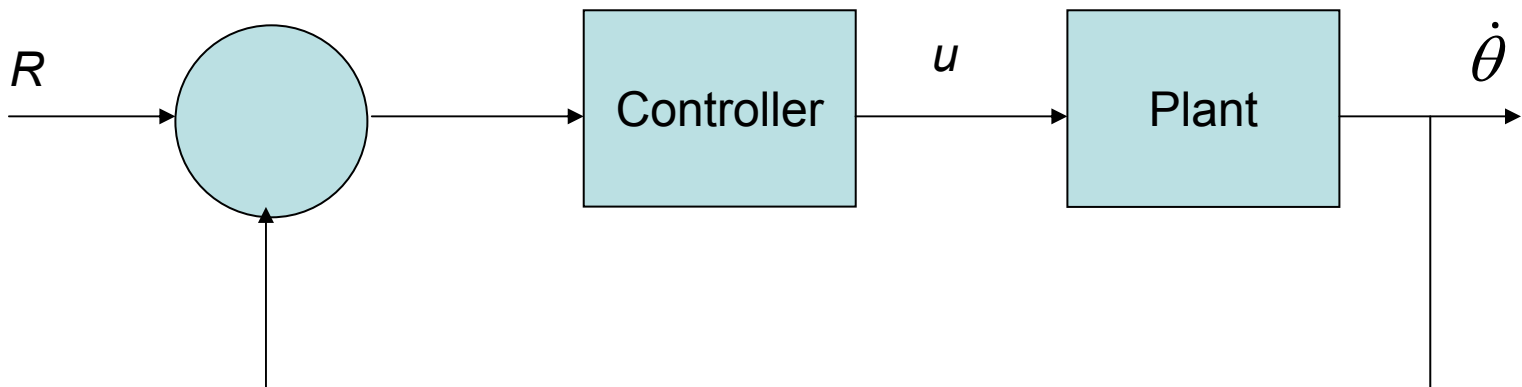 R
Controller
u
Plant
θ̇